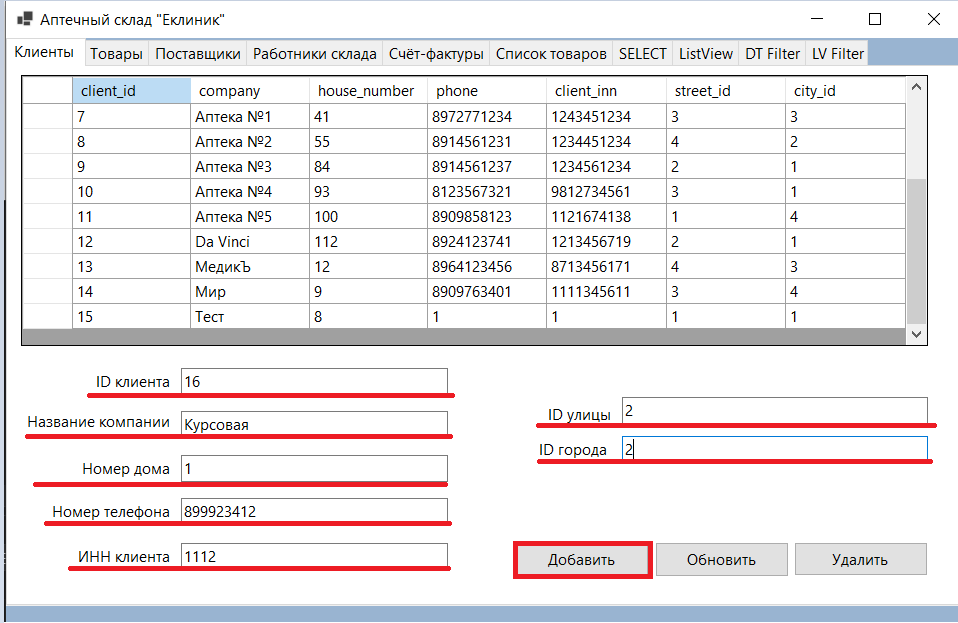 Аптечный склад "Еклиник"
Клиенты Товары Поставщики Работники склада Счёт-фактуры Список товаров SELECT ListView DT Filter LV Filter
client_id company house_number phone client_inn street_id city_id
7 Аптека №1 41 8972771234 1243451234 3 3
8 Аптека №2 55 8914561231 1234451234 4 2
9 Аптека №3 84 8914561237 1234561234 2 1
10 Аптека №4 93 8123567321 9812734561 3 1
11 Аптека №5 100 8909858123 1121674138 1 4
12 Da Vinci 112 8924123741 1213456719 2 1
13 МедикЪ 12 8964123456 8713456171 4 3
14 Мир 9 8909763401 1111345611 3 4
15 Тест 8 1 1 1 1
ID клиента 16
Название компании Курсовая
Номер дома 1
Номер телефона 899923412
ИНН клиента 1112
ID улицы 2
ID города 2
Добавить Обновить Удалить